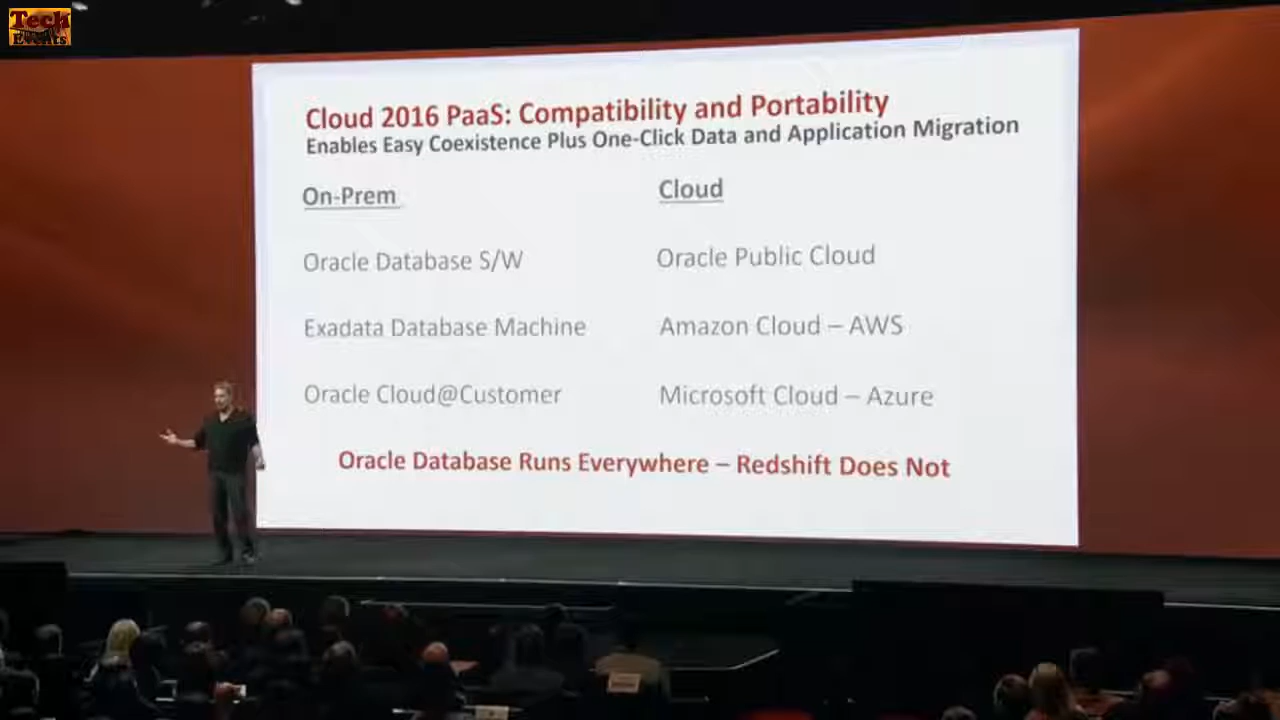 Tech
Events
Cloud 2016 PaaS: Compatibility and Portability
Enables Easy Coexistence Plus One-Click Data and Application Migration
On-Prem
Cloud
Oracle Database S/W
Oracle Public Cloud
Exadata Database Machine
Amazon Cloud – AWS
Oracle Cloud@Customer
Microsoft Cloud – Azure
Oracle Database Runs Everywhere – Redshift Does Not